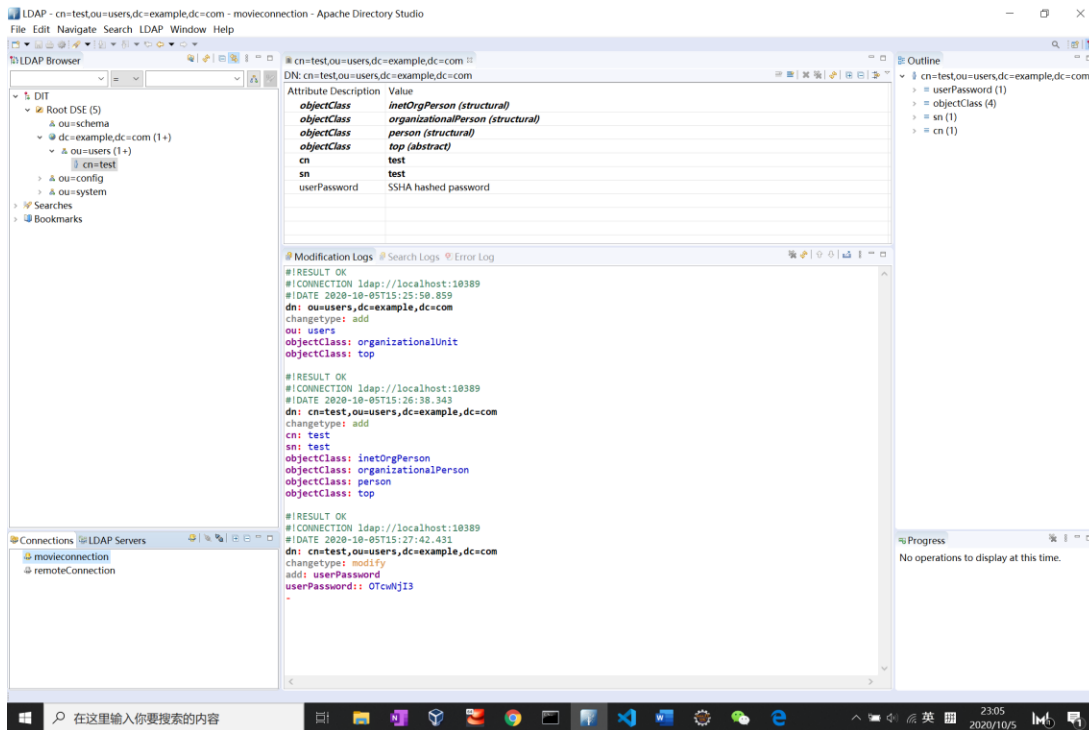 LDAP - cn=test,ou=users,dc=example,dc=com - movieconnection - Apache Directory Studio
File Edit Navigate Search LDAP Window Help
LDAP Browser
=
DIT
Root DSE (5)
ou=schema
dc=example,dc=com (1+)
ou=users (1+)
cn=test
ou=config
ou=system
Searches
Bookmarks
cn=test,ou=users,dc=example,dc=com
DN: cn=test,ou=users,dc=example,dc=com
Attribute Description Value
objectClass inetOrgPerson (structural)
objectClass organizationalPerson (structural)
objectClass person (structural)
objectClass top (abstract)
cn test
sn test
userPassword SSHA hashed password
Outline
cn=test,ou=users,dc=example,dc=com
userPassword (1)
objectClass (4)
sn (1)
cn (1)
Modification Logs Search Logs Error Log
#!RESULT OK
#!CONNECTION ldap://localhost:10389
#!DATE 2020-10-05T15:25:50.859
dn: ou=users,dc=example,dc=com
changetype: add
ou: users
objectClass: organizationalUnit
objectClass: top
#!RESULT OK
#!CONNECTION ldap://localhost:10389
#!DATE 2020-10-05T15:26:38.343
dn: cn=test,ou=users,dc=example,dc=com
changetype: add
cn: test
sn: test
objectClass: inetOrgPerson
objectClass: organizationalPerson
objectClass: person
objectClass: top
#!RESULT OK
#!CONNECTION ldap://localhost:10389
#!DATE 2020-10-05T15:27:42.431
dn: cn=test,ou=users,dc=example,dc=com
changetype: modify
add: userPassword
userPassword:: OTcwNjI3
-
Connections LDAP Servers
movieconnection
remoteConnection
Progress
No operations to display at this time.
在这里输入你要搜索的内容
英
23:05
2020/10/5